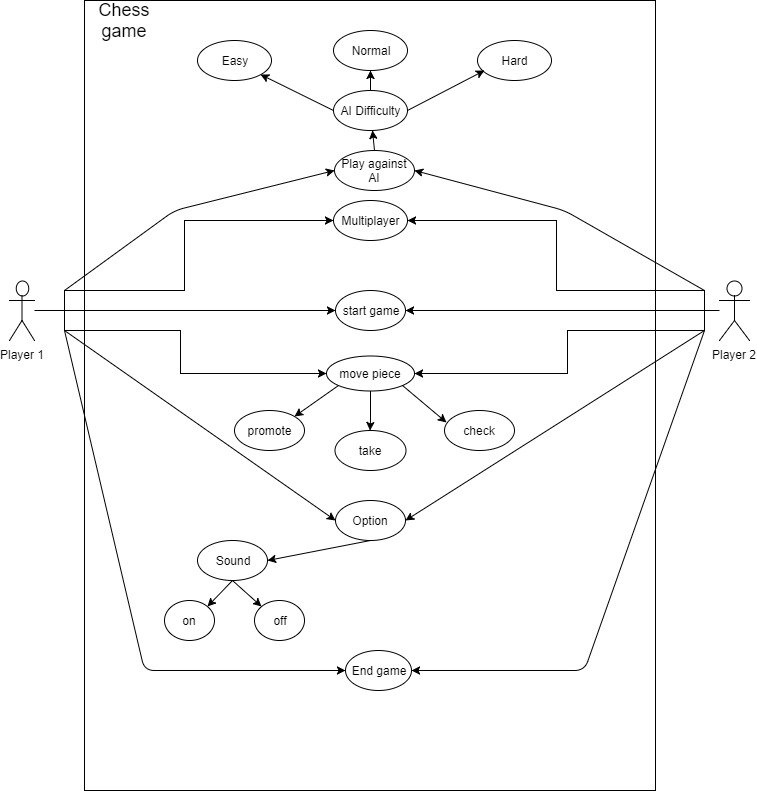 Chess
game
Easy
Normal
Hard
AI Difficulty
Play against
AI
Multiplayer
start game
Player 1
Player 2
move piece
promote
take
check
Option
Sound
on
off
End game